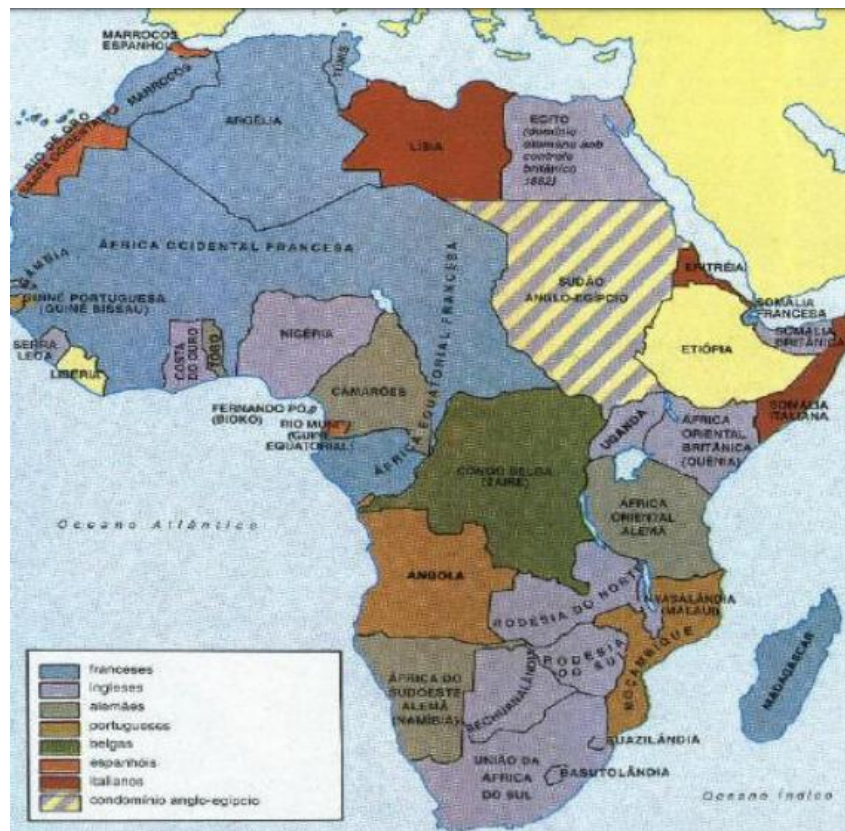 MARROCOS
ESPANHOL
MARROCOS
TÚNIS
RIO DE ORO
(SAARA OCIDENTAL)
ARGÉLIA
LÍBIA
EGITO
(domínio
otomano sob
controle
britânico
1882)
ÁFRICA OCIDENTAL FRANCESA
GÂMBIA
GUINÉ PORTUGUESA
(GUINÉ BISSAU)
SERRA
LEOA
LIBÉRIA
COSTA
DO OURO
TOGO
NIGÉRIA
CAMARÕES
ÁFRICA EQUATORIAL FRANCESA
SUDÃO
ANGLO-EGÍPCIO
ERITRÉIA
SOMÁLIA
FRANCESA
SOMÁLIA
BRITÂNICA
ETIÓPIA
SOMÁLIA
ITALIANA
FERNANDO PÓ
(BIOKO)
RIO MUNI
(GUINÉ
EQUATORIAL)
UGANDA
ÁFRICA
ORIENTAL
BRITÂNICA
(QUÊNIA)
CONGO BELGA
(ZAIRE)
ÁFRICA
ORIENTAL
ALEMÃ
Oceano Atlântico
ANGOLA
RODÉSIA DO NORTE
NIASSALÂNDIA
(MALAUÍ)
RODÉSIA
DO SUL
MOÇAMBIQUE
MADAGASCAR
ÁFRICA DO
SUDOESTE
ALEMÃ
(NAMÍBIA)
BECHUANALÂNDIA
SUAZILÂNDIA
UNIÃO DA
ÁFRICA
DO SUL
BASUTOLÂNDIA
Oceano Índico
franceses
ingleses
alemães
portugueses
belgas
espanhóis
italianos
condomínio anglo-egípcio